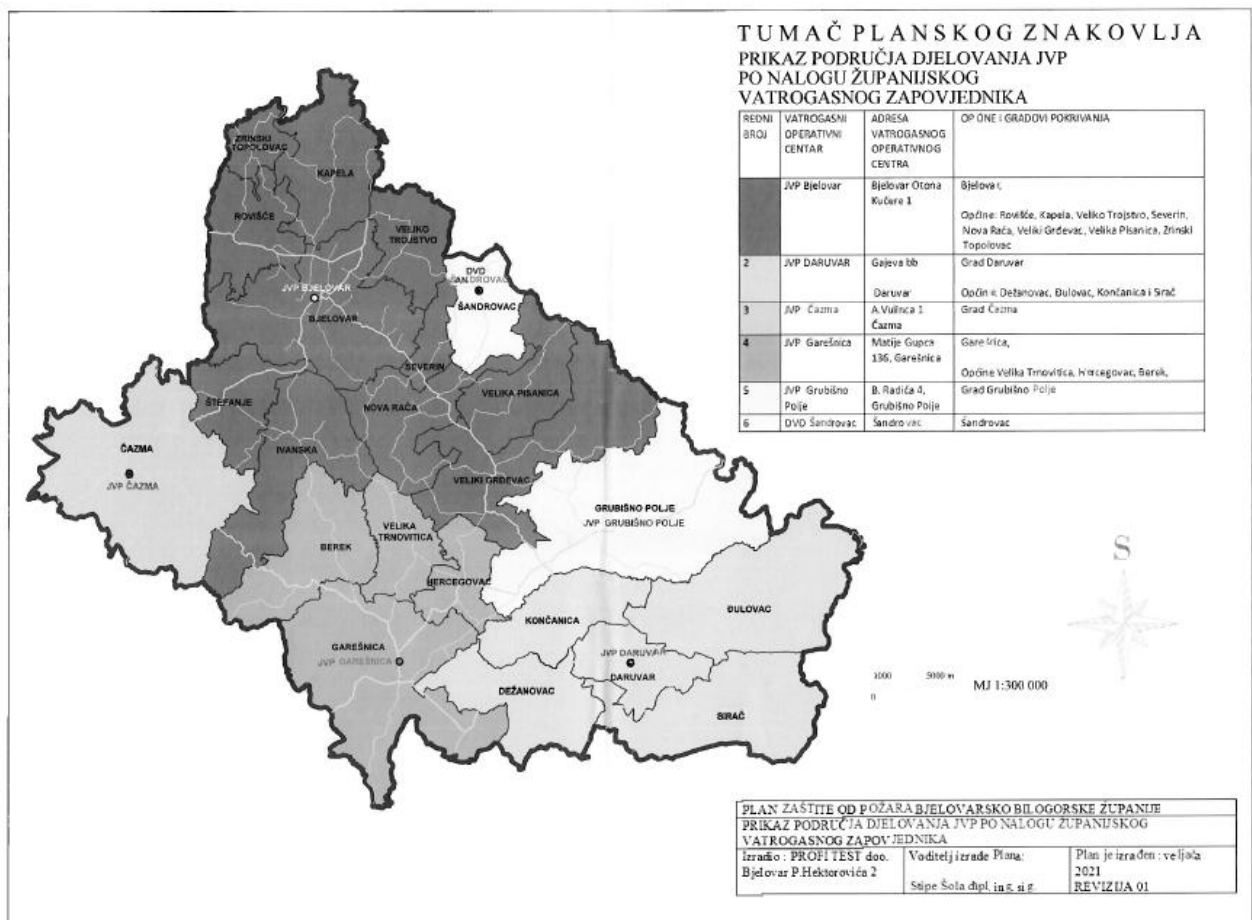 TUMAČ PLANSKOG ZNAKOVLJA
PRIKAZ PODRUČJA DJELOVANJA JVP
PO NALOGU ŽUPANIJSKOG
VATROGASNOG ZAPOVJEDNIKA
REDNI BROJ
VATROGASNI OPERATIVNI CENTAR
ADRESA VATROGASNOG OPERATIVNOG CENTRA
OP ONE I GRADOVI POKRIVANJA
JVP Bjelovar
Bjelovar Otona Kučere 1
Bjelovar,
Općine: Rovišće, Kapela, Veliko Trojstvo, Severin,
Nova Rača, Veliki Grđevac, Velika Pisanica, Zrinski
Topolovac
2
JVP DARUVAR
Gajeva bb
Daruvar
Grad Daruvar
Općin e: Dežanovac, Đulovac, Končanica i Sirač
3
JVP Čazma
A.Vulinca 1
Čazma
Grad Čazma
4
JVP Garešnica
Matije Gupca
136, Garešnica
Garešnica,
Općine Velika Trnovitica, Hercegovac, Berek,
5
JVP Grubišno
Polje
B. Radića 4,
Grubišno Polje
Grad Grubišno Polje
6
DVD Šandrovac
Šandrovac
Šandrovac
ZRINSKI
TOPOLOVAC
KAPELA
ROVIŠĆE
VELIKO
TROJSTVO
DVD
ŠANDROVAC
ŠANDROVAC
JVP BJELOVAR
BJELOVAR
SEVERIN
VELIKA PISANICA
ŠTEFANJE
NOVA RAČA
ČAZMA
JVP ČAZMA
IVANSKA
VELIKI GRĐEVAC
GRUBIŠNO POLJE
JVP GRUBIŠNO POLJE
VELIKA
TRNOVITICA
BEREK
HERCEGOVAC
ĐULOVAC
KONČANICA
GAREŠNICA
JVP GAREŠNICA
JVP DARUVAR
DARUVAR
DEŽANOVAC
SIRAČ
S
1000 5000 m
0
MJ 1:300 000
PLAN ZAŠTITE OD POŽARA BJELOVARSKO BILOGORSKE ŽUPANIJE
PRIKAZ PODRUČJA DJELOVANJA JVP PO NALOGU ŽUPANIJSKOG
VATROGASNOG ZAPOVJEDNIKA
Izradio : PROFI TEST doo.
Bjelovar P.Hektorovića 2
Voditelj izrade Plana:
Stipe Šola dipl. ing. sig.
Plan je izrađen : veljača
2021
REVIZIJA 01